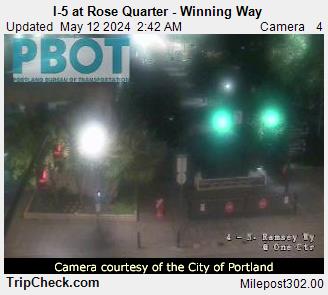 I-5 at Rose Quarter - Winning Way
Updated May 12 2024 2:42 AM Camera 4
PBOT
PORTLAND BUREAU OF TRANSPORTATION
4 - N. Ramsey Wy
@ One Ctr
Camera courtesy of the City of Portland
TripCheck.com Milepost302.00